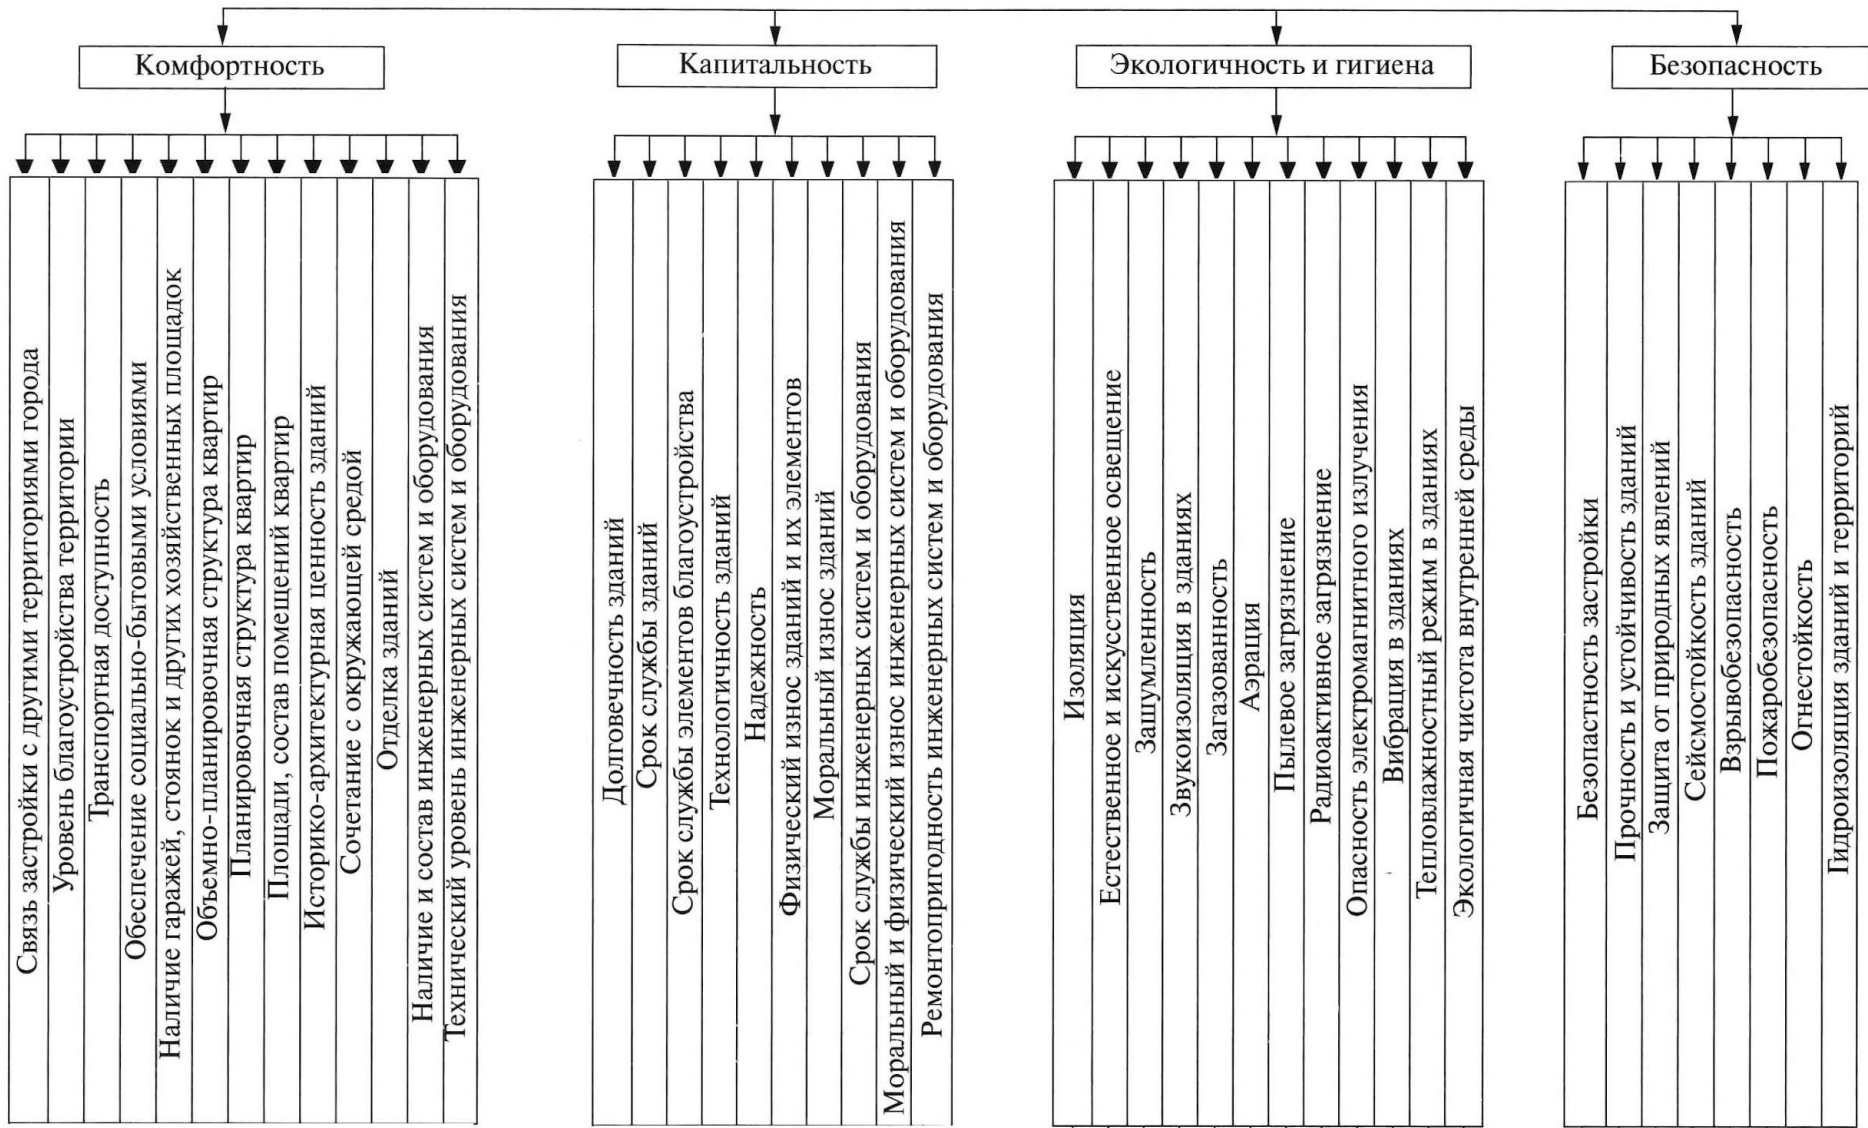 Комфортность
Капитальность
Экологичность и гигиена
Безопасность
Связь застройки с другими территориями города
Уровень благоустройства территории
Транспортная доступность
Обеспечение социально-бытовыми условиями
Наличие гаражей, стоянок и других хозяйственных площадок
Объемно-планировочная структура квартир
Планировочная структура квартир
Площади, состав помещений квартир
Историко-архитектурная ценность зданий
Сочетание с окружающей средой
Отделка зданий
Наличие и состав инженерных систем и оборудования
Технический уровень инженерных систем и оборудования
Долговечность зданий
Срок службы зданий
Срок службы элементов благоустройства
Технологичность зданий
Надежность
Физический износ зданий и их элементов
Моральный износ зданий
Срок службы инженерных систем и оборудования
Моральный и физический износ инженерных систем и оборудования
Ремонтопригодность инженерных систем и оборудования
Изоляция
Естественное и искусственное освещение
Зашумленность
Звукоизоляция в зданиях
Загазованность
Аэрация
Пылевое загрязнение
Радиоактивное загрязнение
Опасность электромагнитного излучения
Вибрация в зданиях
Тепловлажностный режим в зданиях
Экологичная чистота внутренней среды
Безопастность застройки
Прочность и устойчивость зданий
Защита от природных явлений
Сейсмостойкость зданий
Взрывобезопасность
Пожаробезопасность
Огнестойкость
Гидроизоляция зданий и территорий